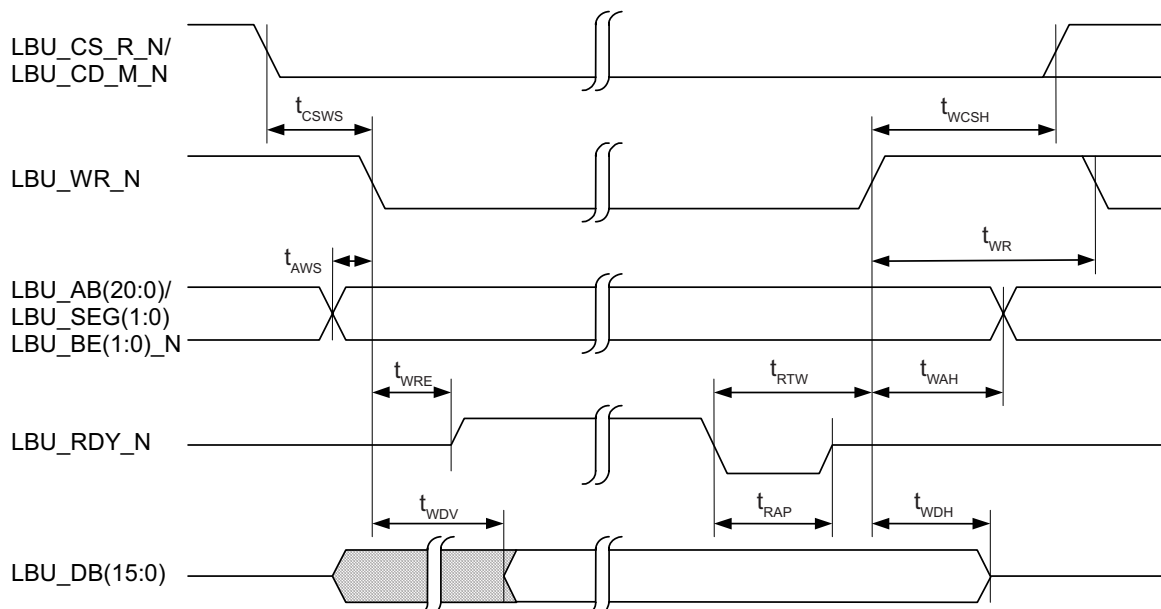 LBU_CS_R_N/
LBU_CD_M_N
tCSWS
tWCSH
LBU_WR_N
tWR
tAWS
LBU_AB(20:0)/
LBU_SEG(1:0)
LBU_BE(1:0)_N
tWRE
tRTW
tWAH
LBU_RDY_N
tWDV
tRAP
tWDH
LBU_DB(15:0)